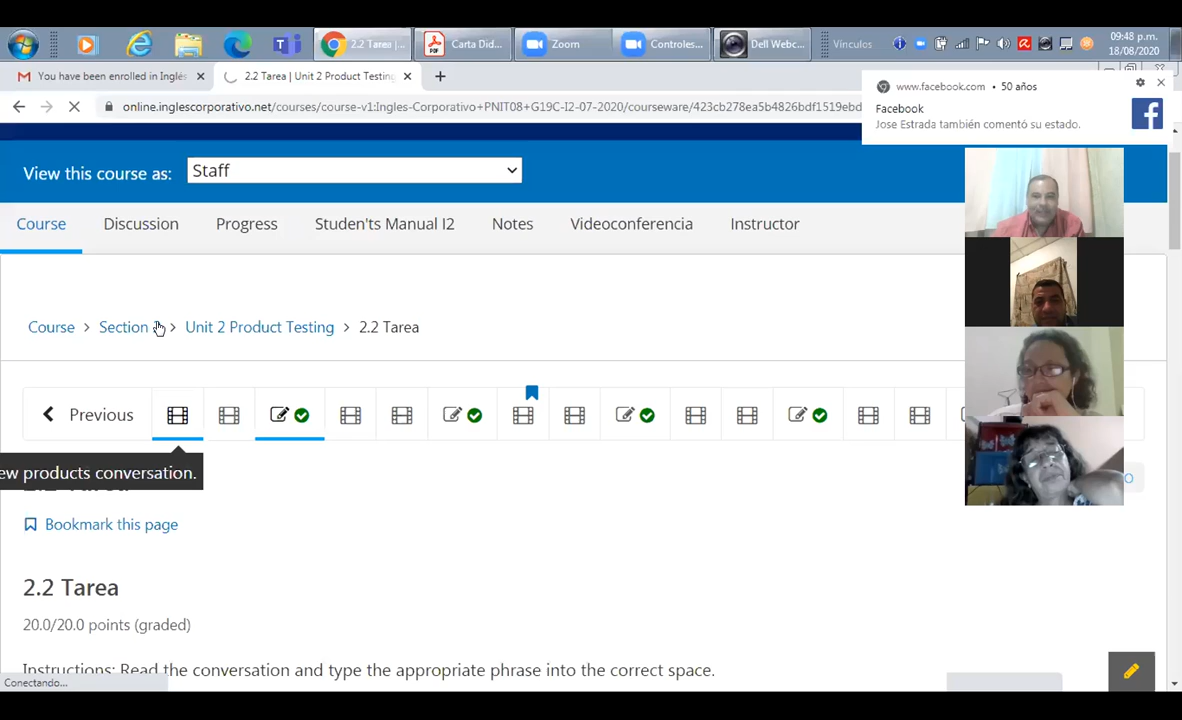 2.2 Tarea |...
Carta Did...
Zoom
Controles...
Dell Webc...
Vínculos
09:48 p.m.
18/08/2020
You have been enrolled in Inglés
2.2 Tarea | Unit 2 Product Testing
online.inglescorporativo.net/courses/course-v1:Ingles-Corporativo+PNIT08+G19C-I2-07-2020/courseware/423cb278ea5b4826bdf1519ebd
www.facebook.com • 50 años
Facebook
Jose Estrada también comentó su estado.
View this course as:
Staff
Course
Discussion
Progress
Studen'ts Manual I2
Notes
Videoconferencia
Instructor
Course > Section > Unit 2 Product Testing > 2.2 Tarea
Previous
ew products conversation.
Bookmark this page
2.2 Tarea
20.0/20.0 points (graded)
Instructions: Read the conversation and type the appropriate phrase into the correct space.
Conectando...